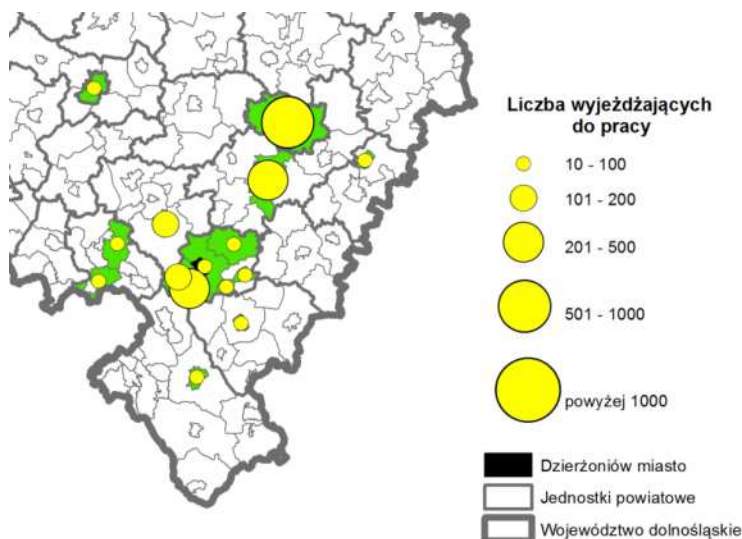 Liczba wyjeżdżających
do pracy
10 - 100
101 - 200
201 - 500
501 - 1000
powyżej 1000
Dzierżoniów miasto
Jednostki powiatowe
Województwo dolnośląskie